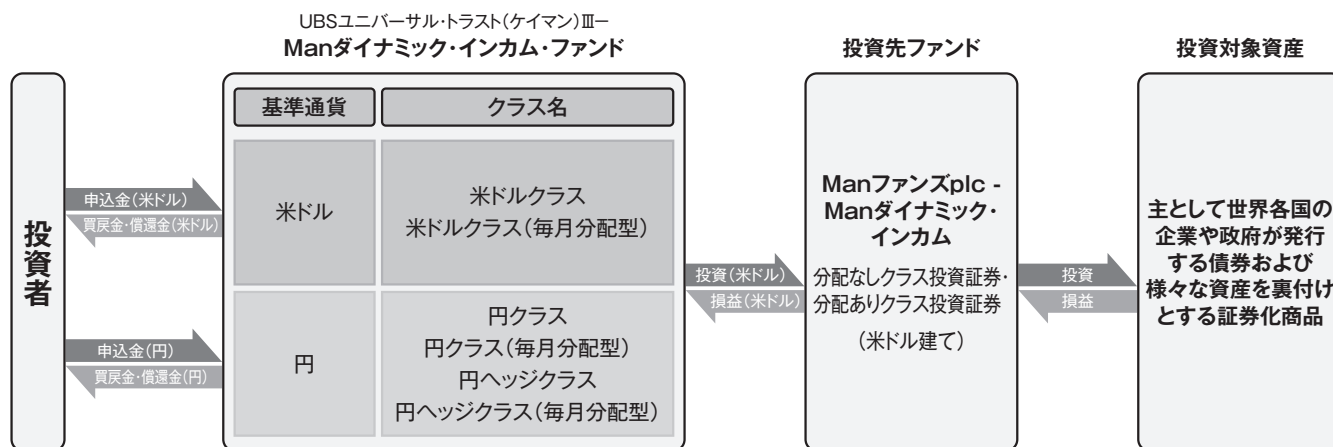 UBSユニバーサル・トラスト(ケイマン)Ⅲー
Manダイナミック・インカム・ファンド
投資先ファンド
投資対象資産
投資者
申込金(米ドル)
買戻金・償還金(米ドル)
申込金(円)
買戻金・償還金(円)
基準通貨
クラス名
米ドル
米ドルクラス
米ドルクラス(毎月分配型)
円
円クラス
円クラス(毎月分配型)
円ヘッジクラス
円ヘッジクラス(毎月分配型)
投資(米ドル)
損益(米ドル)
Manファンズplc -
Manダイナミック・
インカム
分配なしクラス投資証券・
分配ありクラス投資証券
(米ドル建て)
投資
損益
主として世界各国の
企業や政府が発行
する債券および
様々な資産を裏付け
とする証券化商品